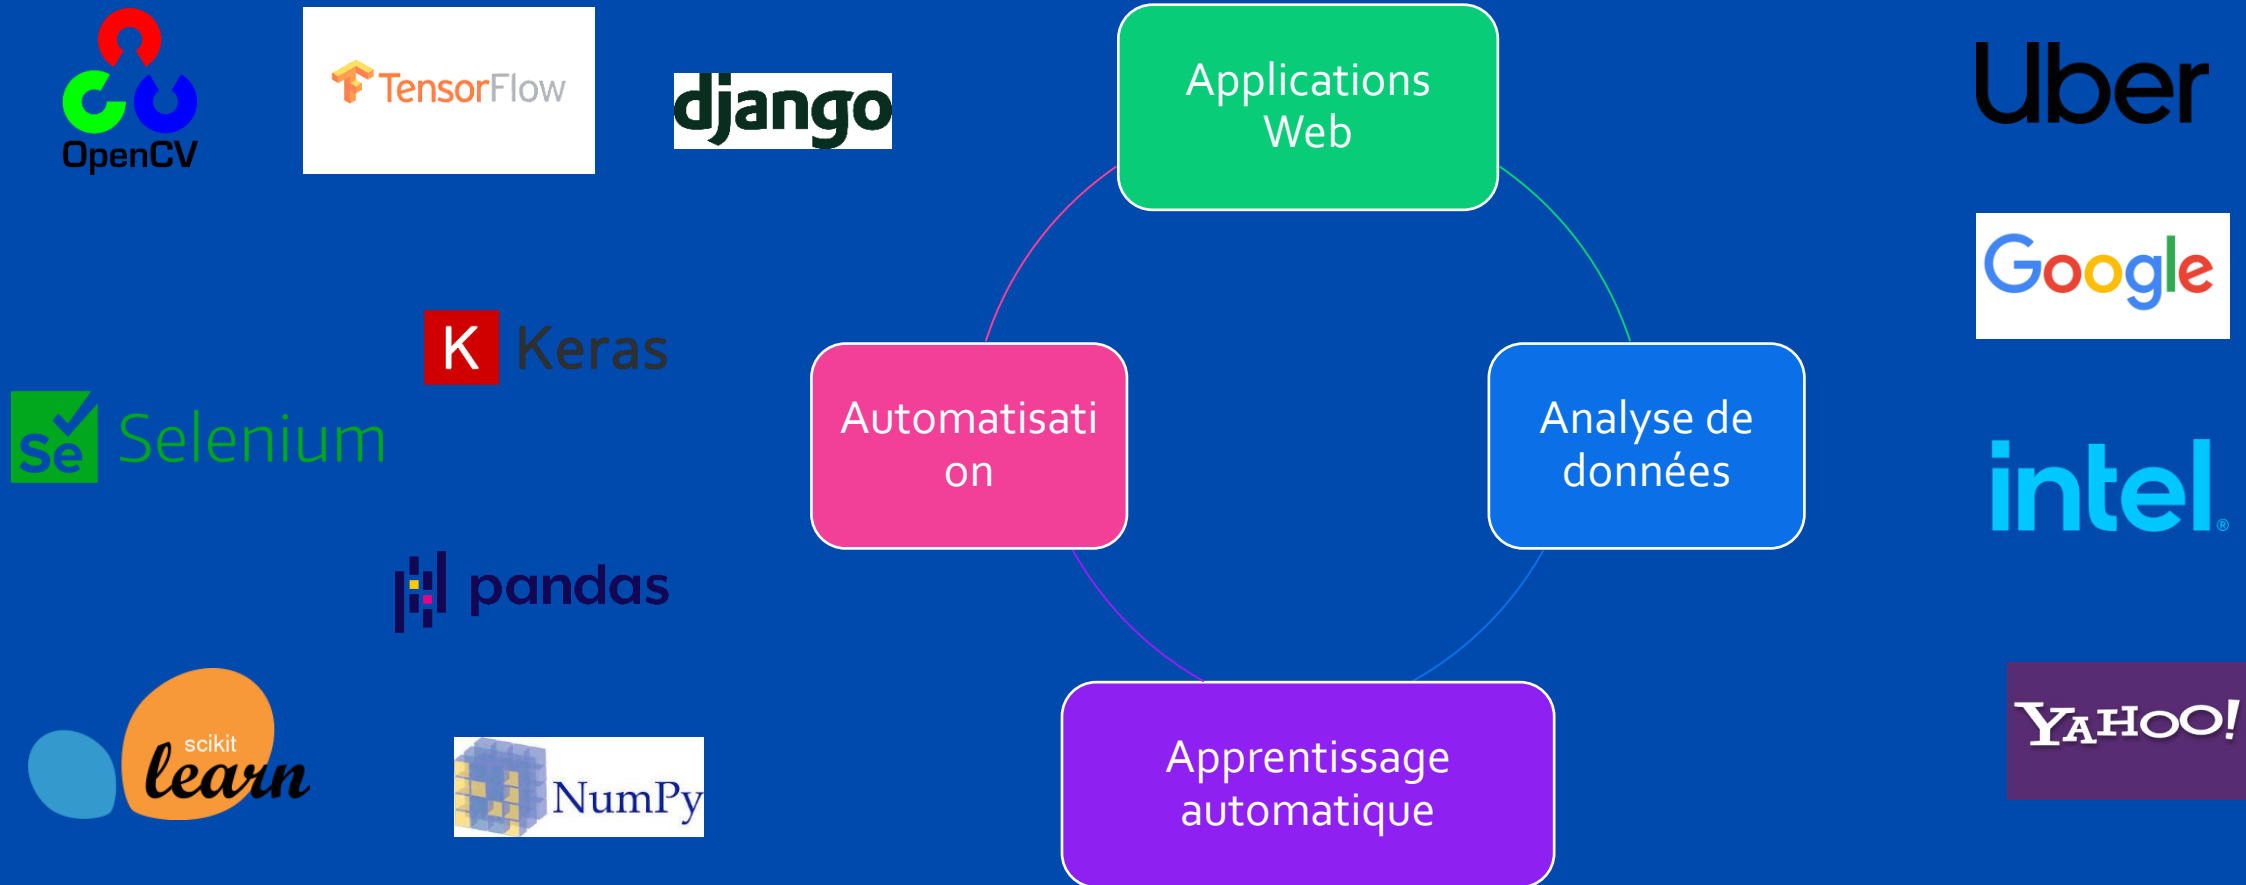 OpenCV
TensorFlow
django
Applications
Web
Uber
Google
K Keras
Se Selenium
Automatisati
on
Analyse de
données
intel®
pandas
scikit
learn
NumPy
Apprentissage
automatique
YAHOO!